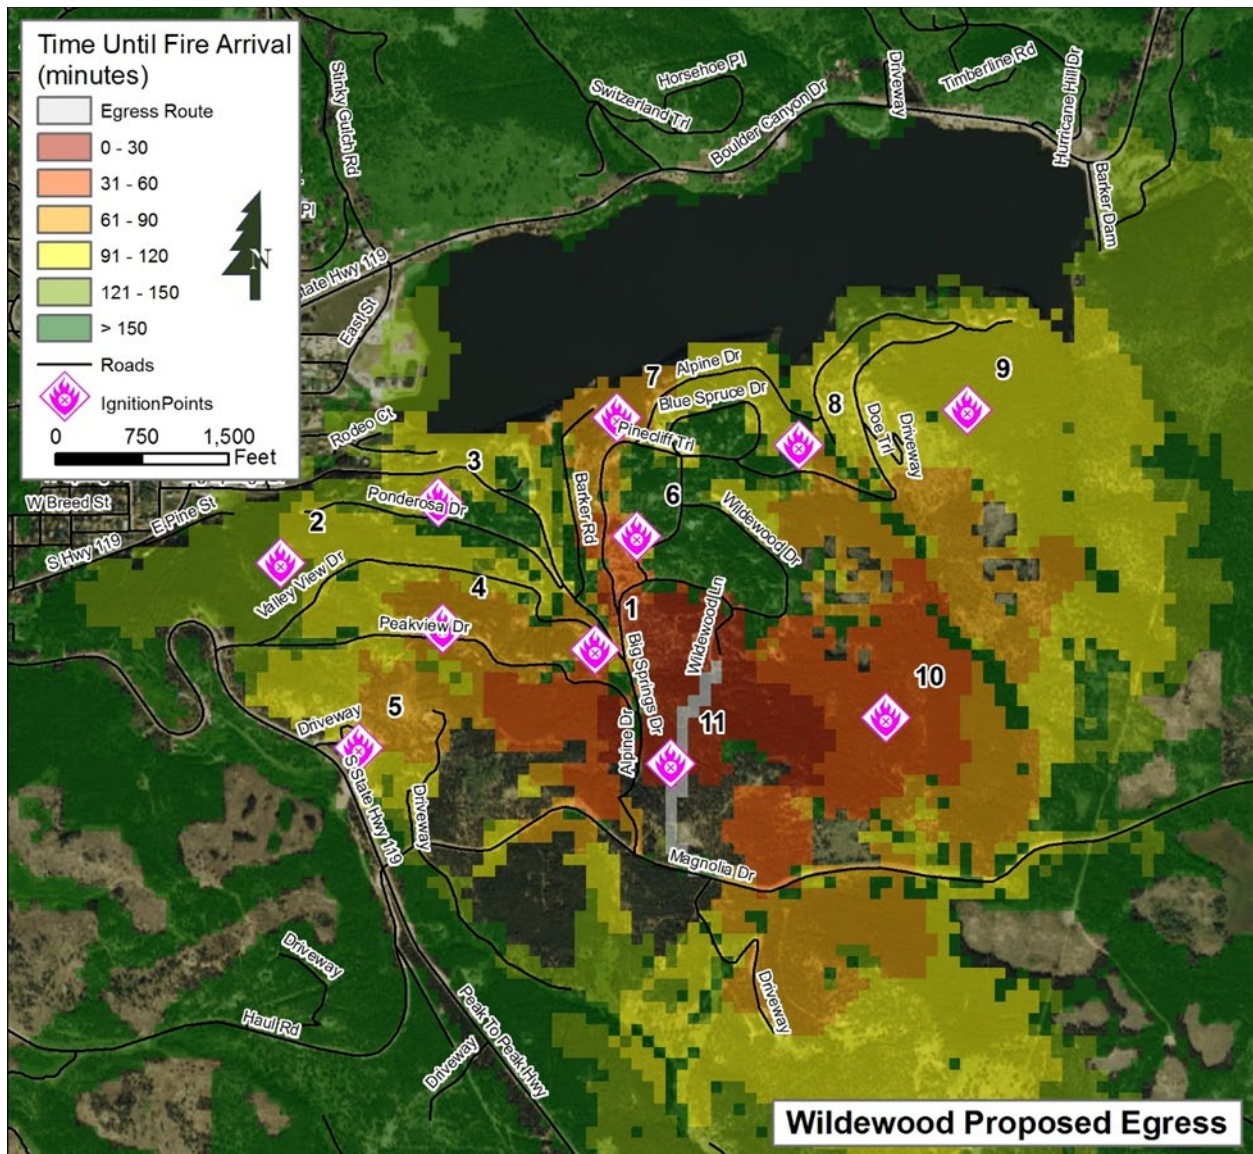 Time Until Fire Arrival
(minutes)
Egress Route
0 - 30
31 - 60
61 - 90
91 - 120
121 - 150
> 150
Roads
IgnitionPoints
N
0 750 1,500
Feet
Stinky Gulch Rd
Switzerland Trl
Horsehoe Pl
Boulder Canyon Dr
Driveway
Timberline Rd
Hurricane Hill Dr
Barker Dam
Pl
State Hwy 119
East St
Rodeo Ct
W Breed St
E Pine St
S Hwy 119
Ponderosa Dr
Valley View Dr
Peakview Dr
Barker Rd
Alpine Dr
Blue Spruce Dr
Pinecliff Trl
Doe Trl
Driveway
Wildewood Dr
Wildewood Ln
Big Springs Dr
Alpine Dr
Driveway
S State Hwy 119
Driveway
Magnolia Dr
Driveway
Driveway
Haul Rd
Driveway
Peak To Peak Hwy
1
2
3
4
5
6
7
8
9
10
11
Wildewood Proposed Egress